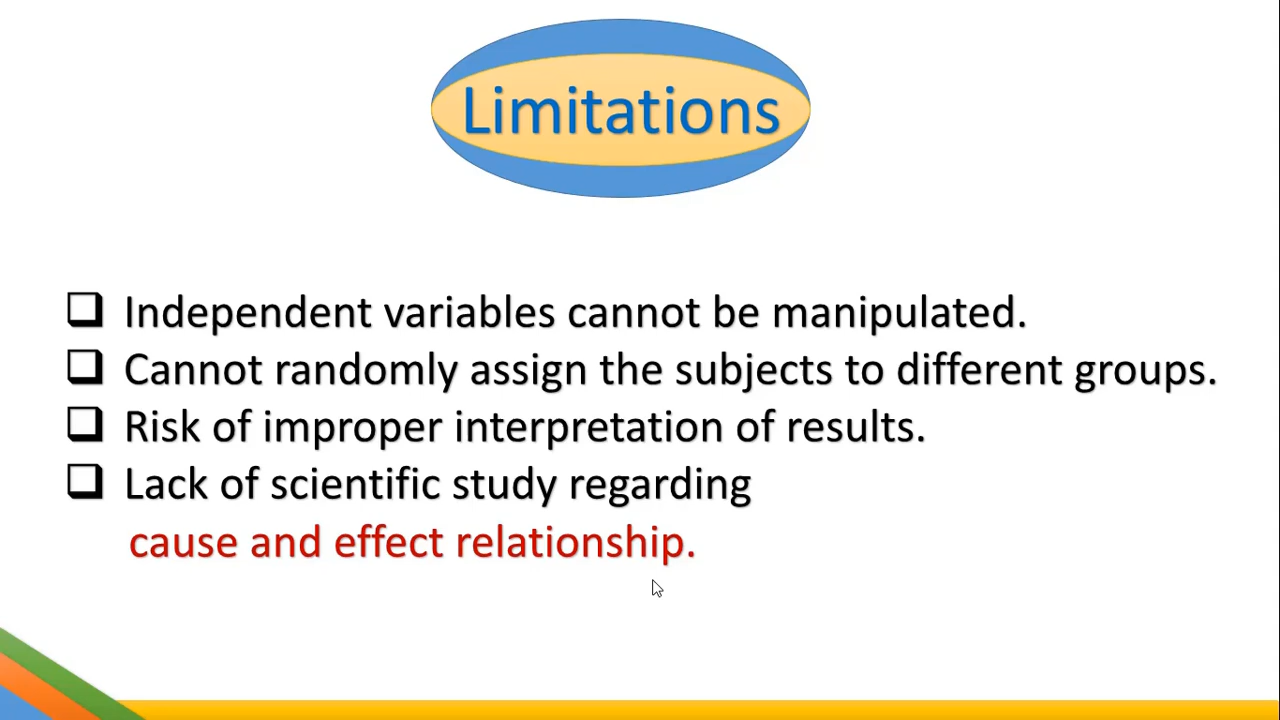 Limitations
Independent variables cannot be manipulated.
Cannot randomly assign the subjects to different groups.
Risk of improper interpretation of results.
Lack of scientific study regarding
cause and effect relationship.